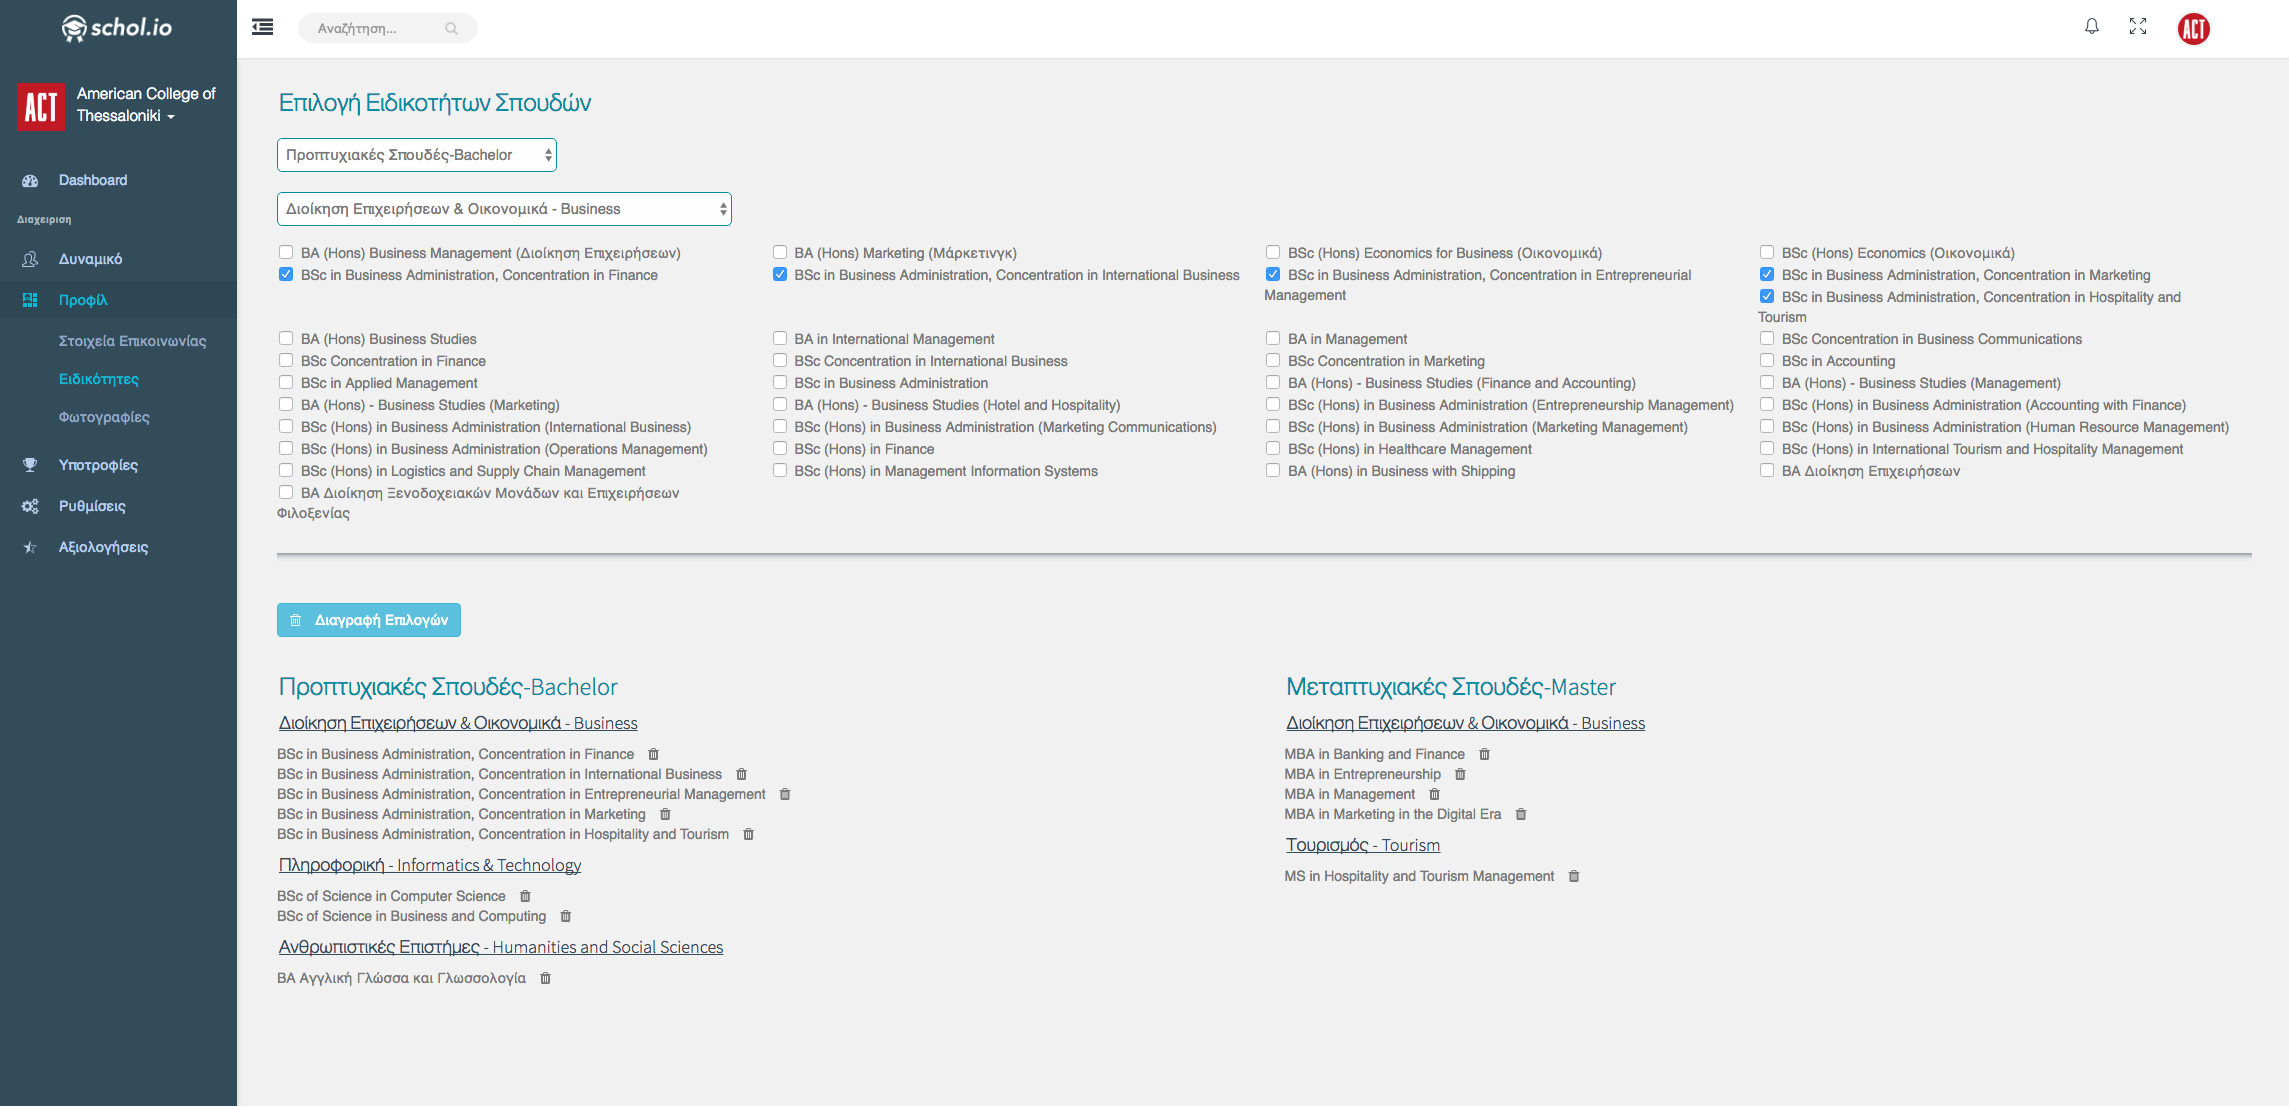 schol.io
Αναζήτηση...
ACT
ACT
American College of
Thessaloniki
Dashboard
Διαχειριση
Δυναμικό
Προφίλ
Στοιχεία Επικοινωνίας
Ειδικότητες
Φωτογραφίες
Υποτροφίες
Ρυθμίσεις
Αξιολογήσεις
Επιλογή Ειδικοτήτων Σπουδών
Προπτυχιακές Σπουδές-Bachelor
Διοίκηση Επιχειρήσεων & Οικονομικά - Business
BA (Hons) Business Management (Διοίκηση Επιχειρήσεων)
BA (Hons) Marketing (Μάρκετινγκ)
BSc (Hons) Economics for Business (Οικονομικά)
BSc (Hons) Economics (Οικονομικά)
BSc in Business Administration, Concentration in Finance
BSc in Business Administration, Concentration in International Business
BSc in Business Administration, Concentration in Entrepreneurial
Management
BSc in Business Administration, Concentration in Marketing
BSc in Business Administration, Concentration in Hospitality and
Tourism
BA (Hons) Business Studies
BA in International Management
BA in Management
BSc Concentration in Business Communications
BSc Concentration in Finance
BSc Concentration in International Business
BSc Concentration in Marketing
BSc in Accounting
BSc in Applied Management
BSc in Business Administration
BA (Hons) - Business Studies (Finance and Accounting)
BA (Hons) - Business Studies (Management)
BA (Hons) - Business Studies (Marketing)
BA (Hons) - Business Studies (Hotel and Hospitality)
BSc (Hons) in Business Administration (Entrepreneurship Management)
BSc (Hons) in Business Administration (Accounting with Finance)
BSc (Hons) in Business Administration (International Business)
BSc (Hons) in Business Administration (Marketing Communications)
BSc (Hons) in Business Administration (Marketing Management)
BSc (Hons) in Business Administration (Human Resource Management)
BSc (Hons) in Business Administration (Operations Management)
BSc (Hons) in Finance
BSc (Hons) in Healthcare Management
BSc (Hons) in International Tourism and Hospitality Management
BSc (Hons) in Logistics and Supply Chain Management
BSc (Hons) in Management Information Systems
BA (Hons) in Business with Shipping
BA Διοίκηση Επιχειρήσεων
BA Διοίκηση Ξενοδοχειακών Μονάδων και Επιχειρήσεων
Φιλοξενίας
Διαγραφή Επιλογών
Προπτυχιακές Σπουδές-Bachelor
Διοίκηση Επιχειρήσεων & Οικονομικά - Business
BSc in Business Administration, Concentration in Finance
BSc in Business Administration, Concentration in International Business
BSc in Business Administration, Concentration in Entrepreneurial Management
BSc in Business Administration, Concentration in Marketing
BSc in Business Administration, Concentration in Hospitality and Tourism
Πληροφορική - Informatics & Technology
BSc of Science in Computer Science
BSc of Science in Business and Computing
Ανθρωπιστικές Επιστήμες - Humanities and Social Sciences
BA Αγγλική Γλώσσα και Γλωσσολογία
Μεταπτυχιακές Σπουδές-Master
Διοίκηση Επιχειρήσεων & Οικονομικά - Business
MBA in Banking and Finance
MBA in Entrepreneurship
MBA in Management
MBA in Marketing in the Digital Era
Τουρισμός - Tourism
MS in Hospitality and Tourism Management